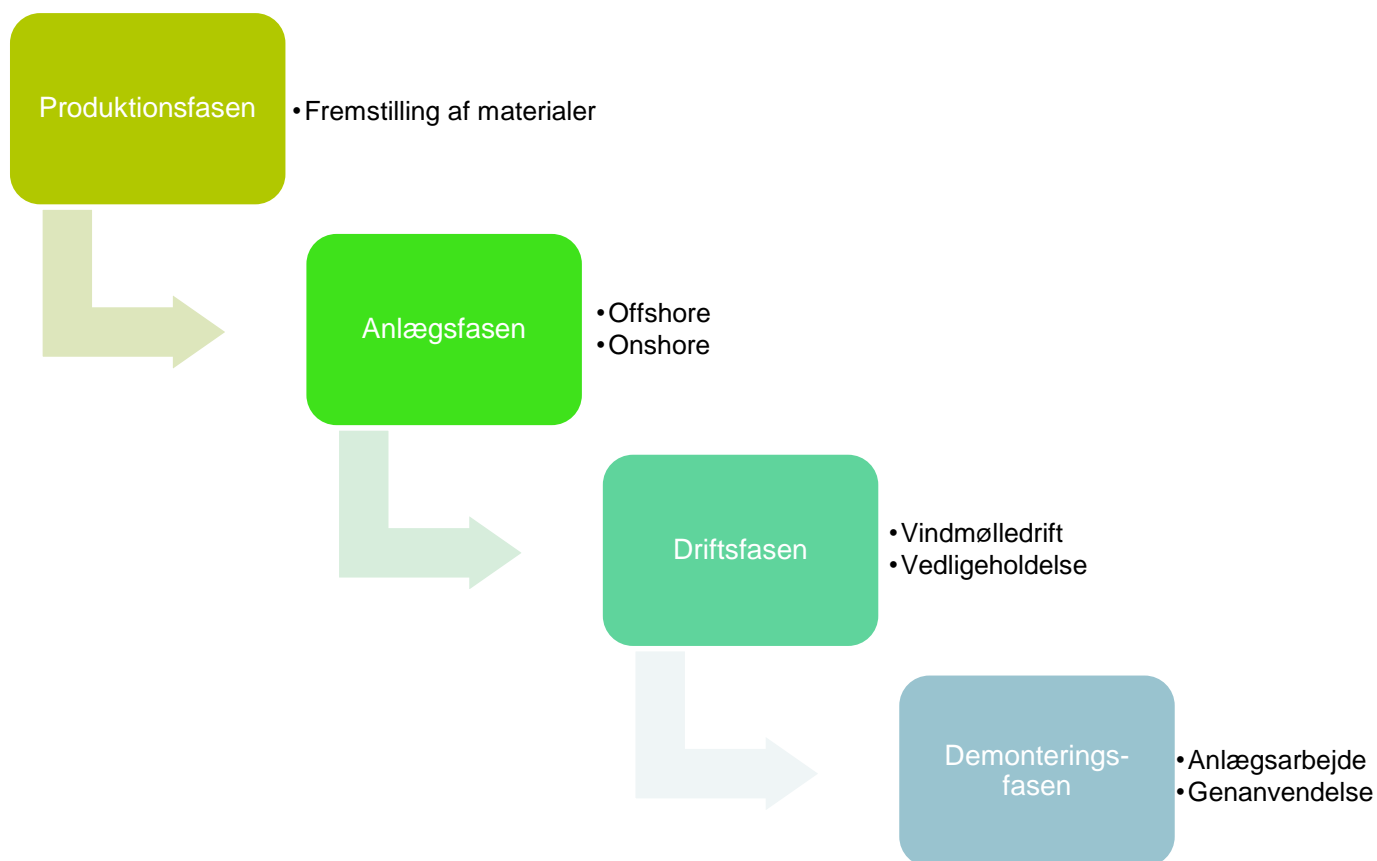 Produktionsfasen
•Fremstilling af materialer
Anlægsfasen
•Offshore
•Onshore
Driftsfasen
•Vindmølledrift
•Vedligeholdelse
Demonterings-
fasen
•Anlægsarbejde
•Genanvendelse